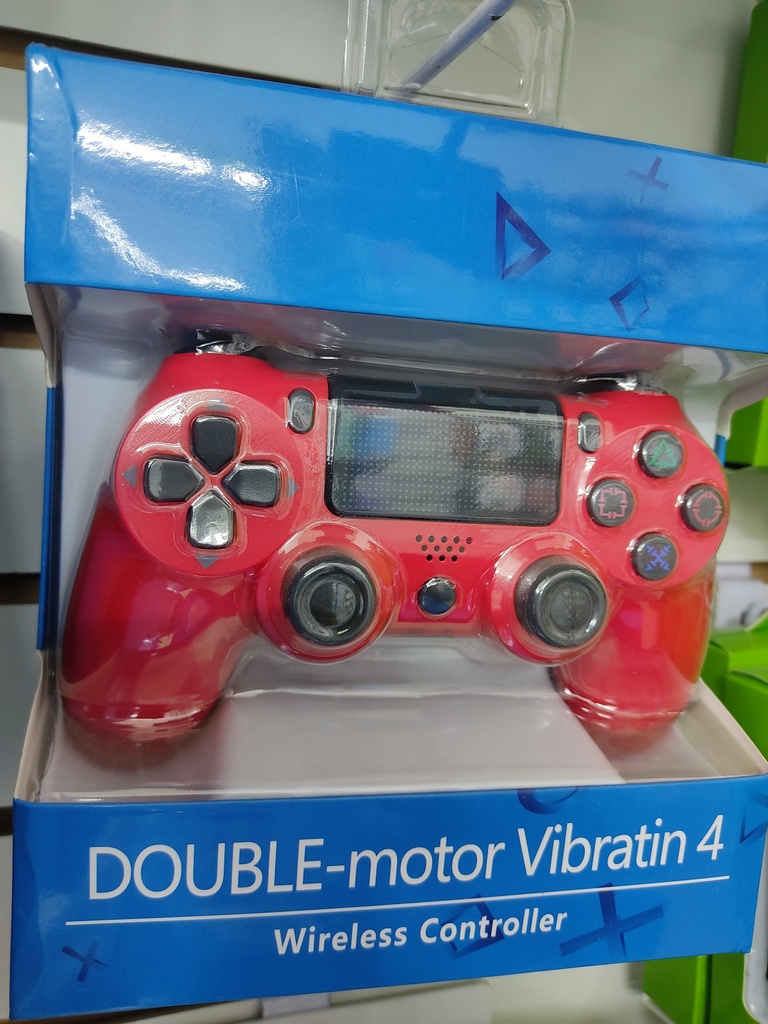 DOUBLE-motor Vibratin 4
Wireless Controller